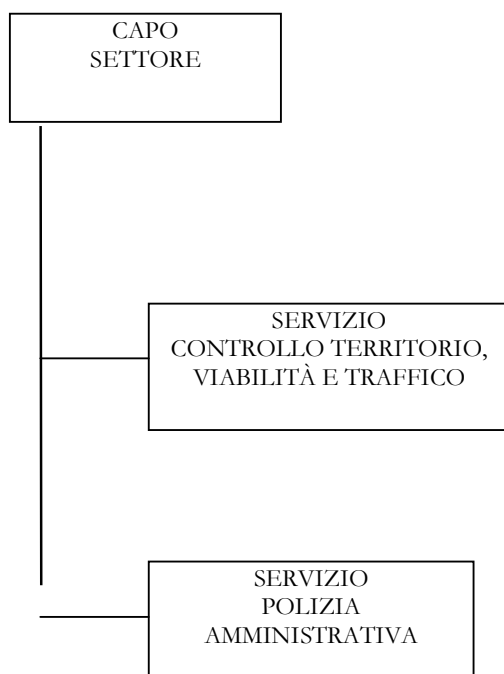 CAPO
SETTORE
SERVIZIO
CONTROLLO TERRITORIO,
VIABILITÀ E TRAFFICO
SERVIZIO
POLIZIA
AMMINISTRATIVA